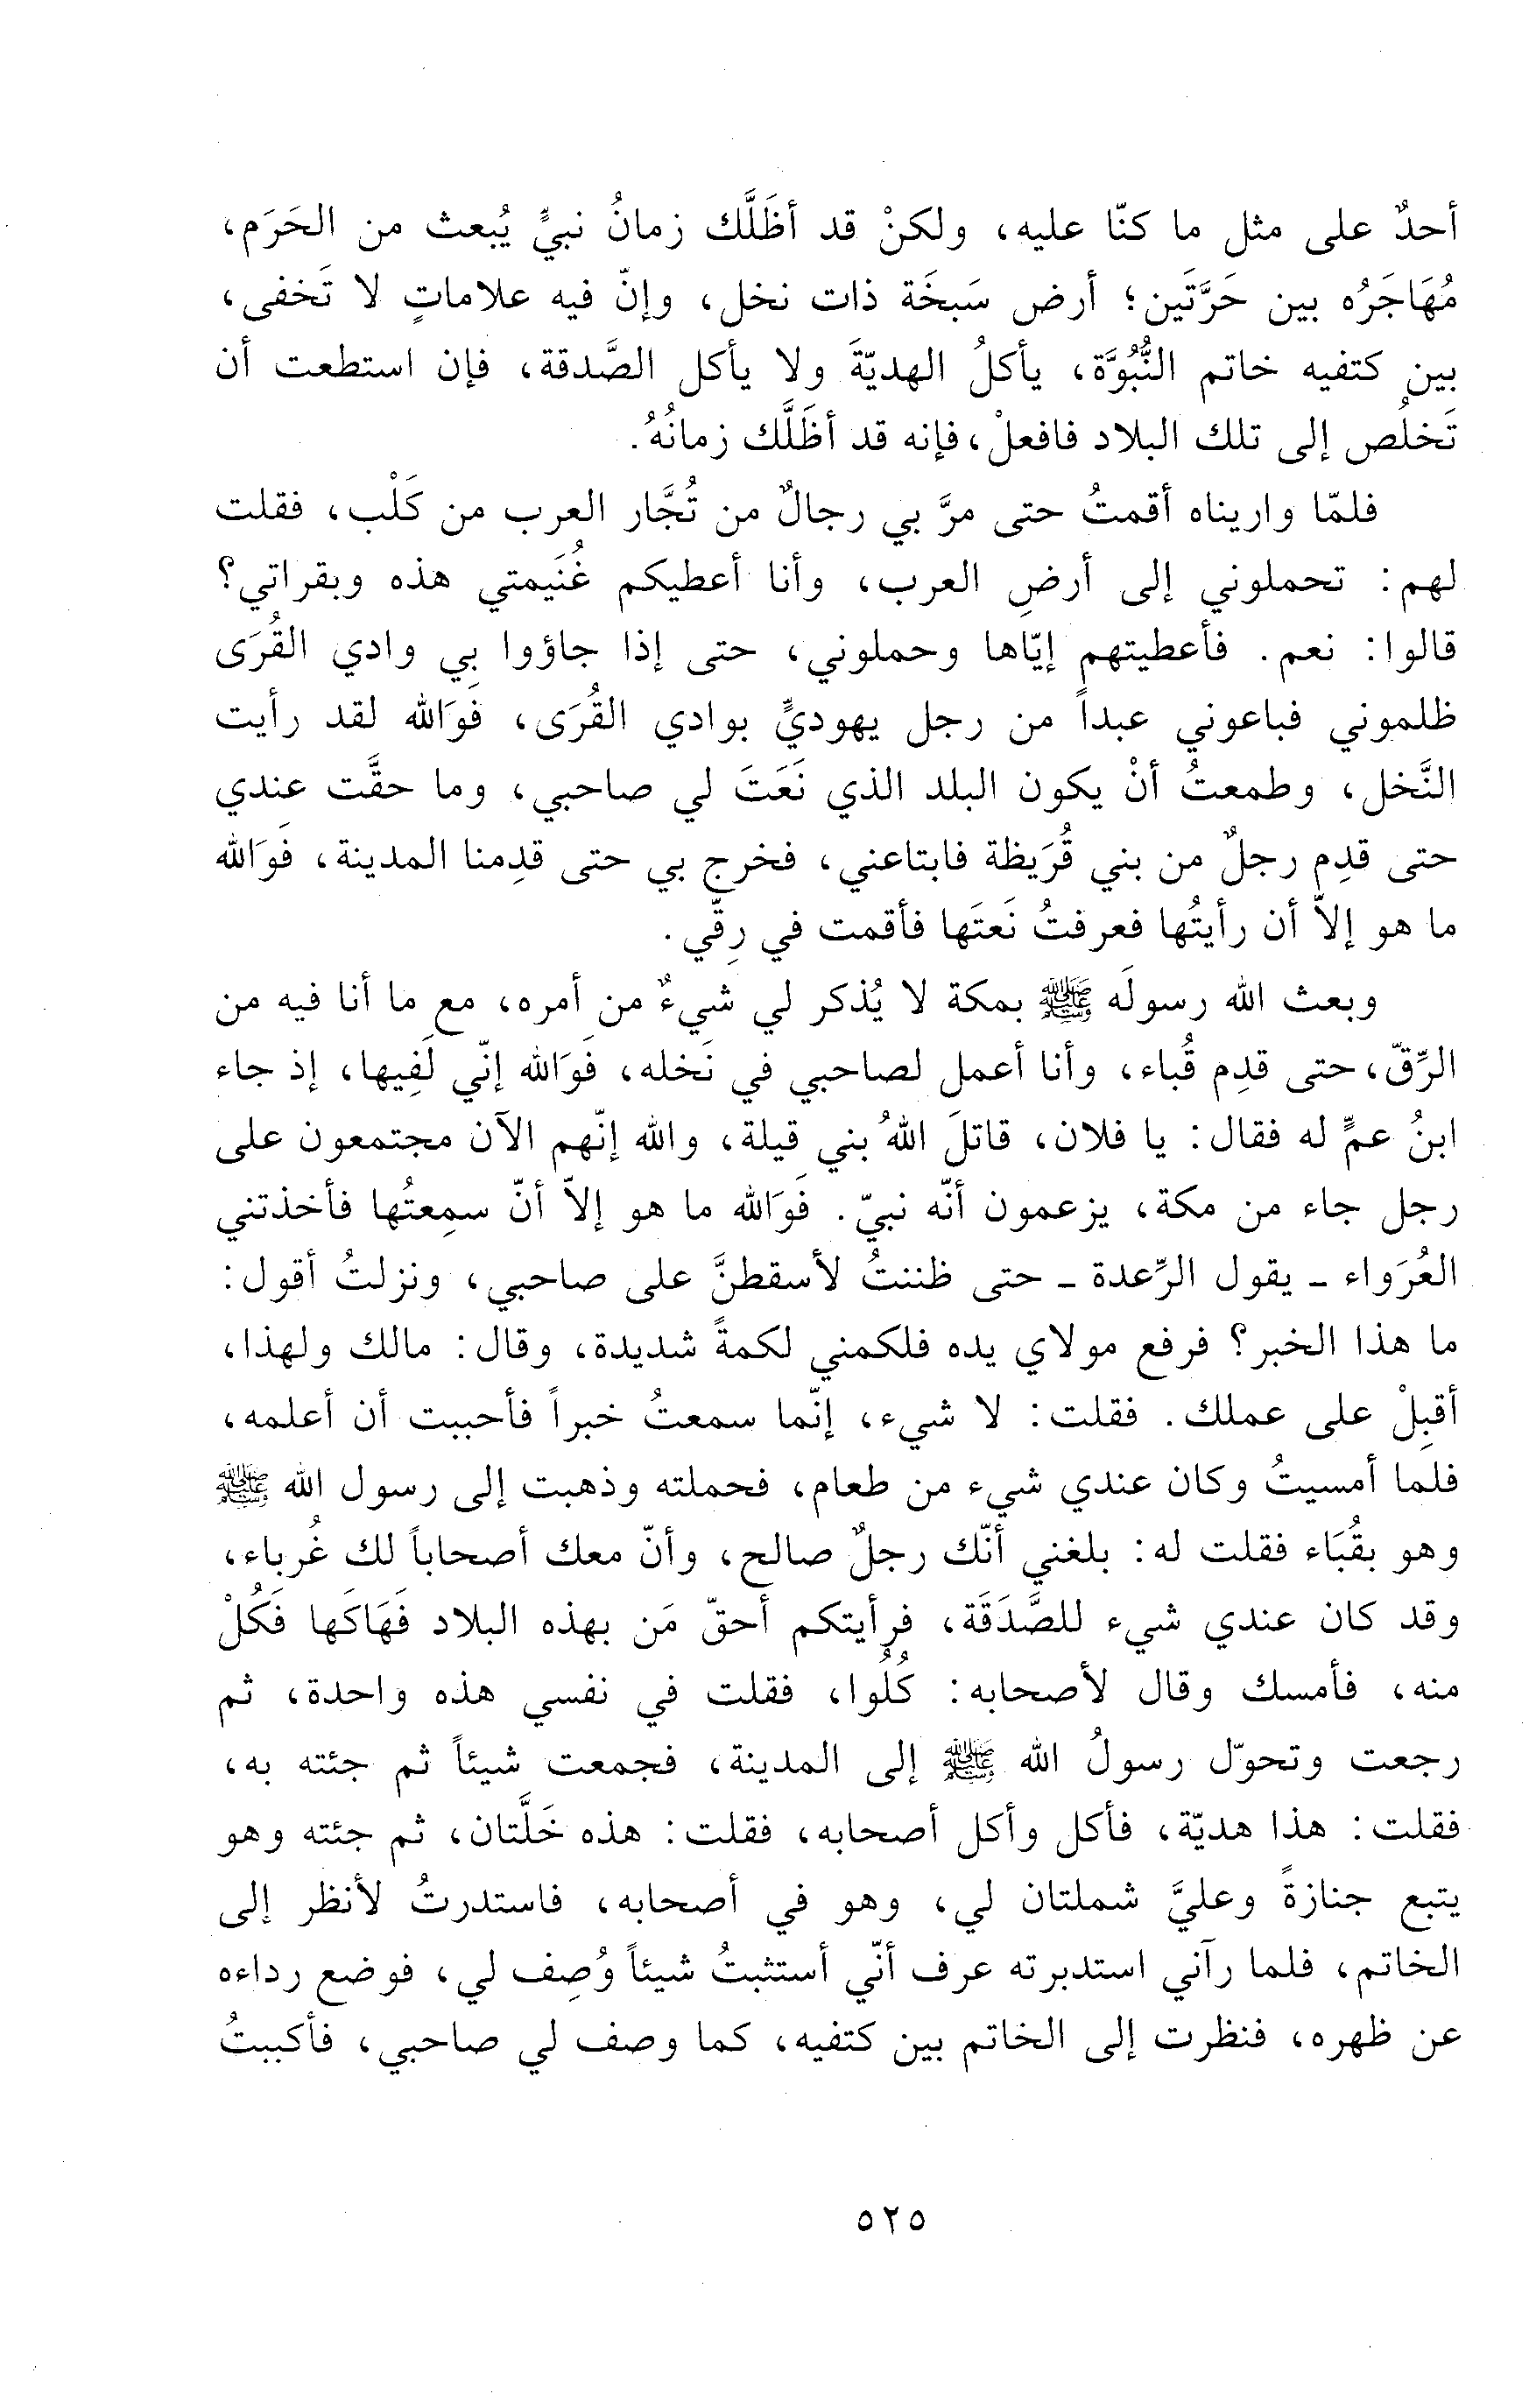 أحدٌ على مثل ما كنّا عليه، ولكنْ قد أظَلَّك زمانُ نبيٍّ يُبعث من الحَرَم،
مُهَاجَرُه بين حَرَّتَين؛ أرض سَبخَة ذات نخل، وإنّ فيه علاماتٍ لا تَخفى،
بين كتفيه خاتم النُّبُوَّة، يأكلُ الهديّةَ ولا يأكل الصَّدقة، فإن استطعت أن
تَخلُص إلى تلك البلاد فافعلْ، فإنه قد أظَلَّك زمانُهُ.
فلمّا واريناه أقمتُ حتى مرَّ بي رجالٌ من تُجَّار العرب من كَلْب، فقلت
لهم: تحملوني إلى أرضِ العرب، وأنا أعطيكم غُنَيمتي هذه وبقراتي؟
قالوا: نعم. فأعطيتهم إيّاها وحملوني، حتى إذا جاؤوا بِي وادي القُرَى
ظلموني فباعوني عبداً من رجل يهوديٍّ بوادي القُرَى، فَوَالله لقد رأيت
النَّخل، وطمعتُ أنْ يكون البلد الذي نَعَتَ لي صاحبي، وما حقَّت عندي
حتى قدِم رجلٌ من بني قُرَيظة فابتاعني، فخرج بي حتى قدِمنا المدينة، فَوَالله
ما هو إلاّ أن رأيتُها فعرفتُ نَعتَها فأقمت في رِقّي.
وبعث الله رسولَه ﷺ بمكة لا يُذكر لي شيءٌ من أمره، مع ما أنا فيه من
الرِّقّ، حتى قدِم قُباء، وأنا أعمل لصاحبي في نَخله، فَوَالله إنّي لَفِيها، إذ جاء
ابنُ عمٍّ له فقال: يا فلان، قاتلَ اللهُ بني قيلة، والله إنّهم الآن مجتمعون على
رجل جاء من مكة، يزعمون أنّه نبيّ. فَوَالله ما هو إلاّ أنّ سمِعتُها فأخذتني
العُرَواء ـ يقول الرِّعدة ـ حتى ظننتُ لأسقطنَّ على صاحبي، ونزلتُ أقول:
ما هذا الخبر؟ فرفع مولاي يده فلكمني لكمةً شديدة، وقال: مالك ولهذا،
أقبِلْ على عملك. فقلت: لا شيء، إنّما سمعتُ خبراً فأحببت أن أعلمه،
فلما أمسيتُ وكان عندي شيء من طعام، فحملته وذهبت إلى رسول الله ﷺ
وهو بقُبَاء فقلت له: بلغني أنّك رجلٌ صالح، وأنّ معك أصحاباً لك غُرباء،
وقد كان عندي شيء للصَّدَقَة، فرأيتكم أحقّ مَن بهذه البلاد فَهَاكَها فَكُلْ
منه، فأمسك وقال لأصحابه: كُلُوا، فقلت في نفسي هذه واحدة، ثم
رجعت وتحوّل رسولُ الله ﷺ إلى المدينة، فجمعت شيئاً ثم جئته به،
فقلت: هذا هديّة، فأكل وأكل أصحابه، فقلت: هذه خَلَّتان، ثم جئته وهو
يتبع جنازةً وعليَّ شملتان لي، وهو في أصحابه، فاستدرتُ لأنظر إلى
الخاتم، فلما رآني استدبرته عرف أنّي أستثبتُ شيئاً وُصِف لي، فوضع رداءه
عن ظهره، فنظرت إلى الخاتم بين كتفيه، كما وصف لي صاحبي، فأكببتُ
٥٢٥